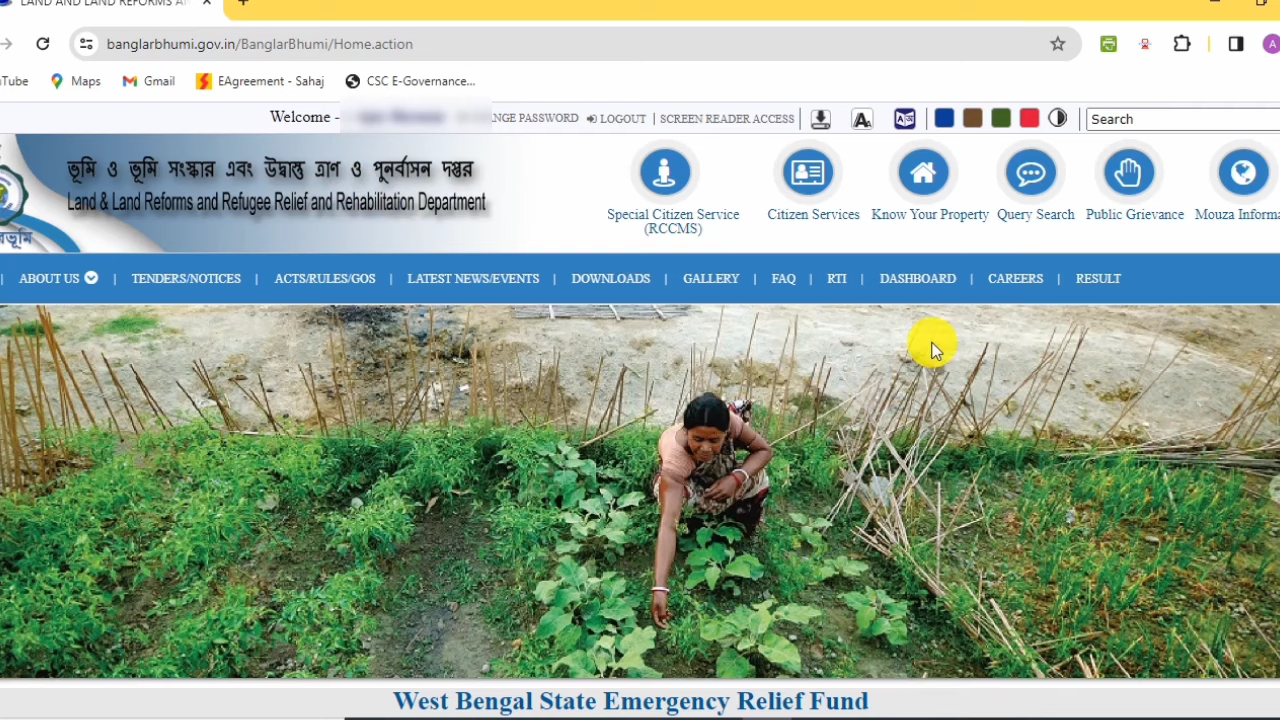 LAND AND LAND REFORMS A
banglarbhumi.gov.in/BanglarBhumi/Home.action
A
uTube Maps Gmail EAgreement - Sahaj CSC E-Governance...
Welcome - NGE PASSWORD LOGOUT | SCREEN READER ACCESS Search
ভূমি ও ভূমি সংস্কার এবং উদ্বাস্তু ত্রাণ ও পুনর্বাসন দপ্তর
Land & Land Reforms and Refugee Relief and Rehabilitation Department
Special Citizen Service (RCCMS)
Citizen Services
Know Your Property
Query Search
Public Grievance
Mouza Informa
| ABOUT US | TENDERS/NOTICES | ACTS/RULES/GOS | LATEST NEWS/EVENTS | DOWNLOADS | GALLERY | FAQ | RTI | DASHBOARD | CAREERS | RESULT
West Bengal State Emergency Relief Fund